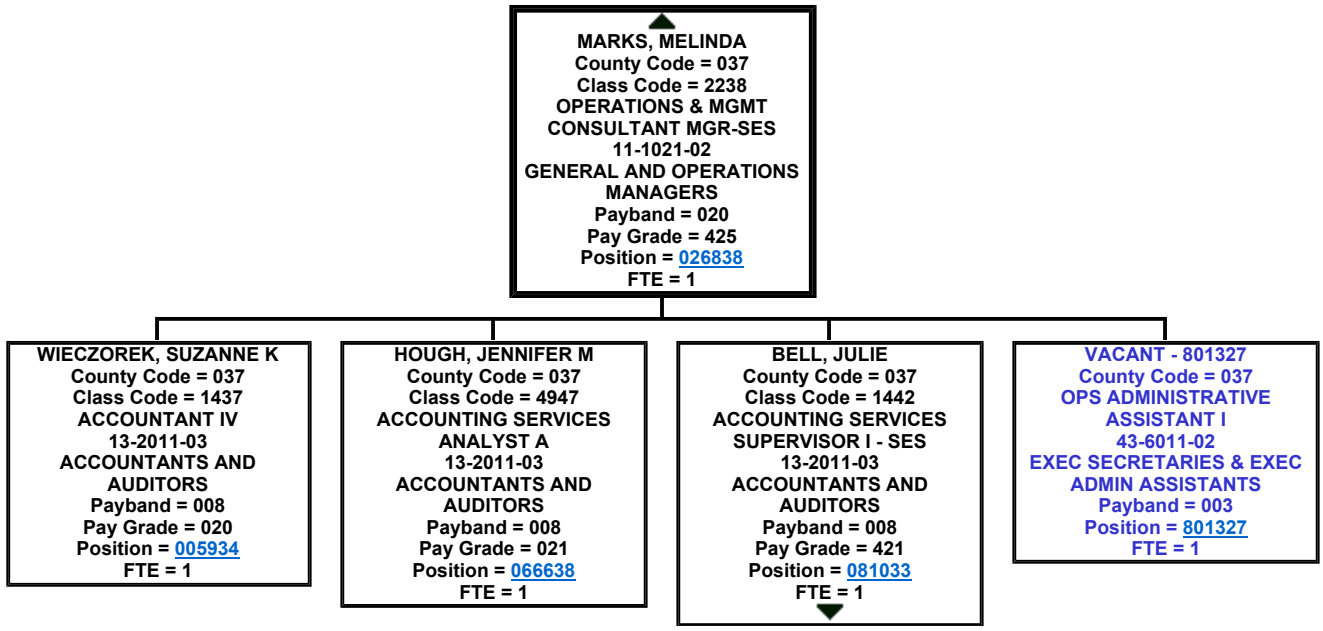 MARKS, MELINDA
County Code = 037
Class Code = 2238
OPERATIONS & MGMT
CONSULTANT MGR-SES
11-1021-02
GENERAL AND OPERATIONS
MANAGERS
Payband = 020
Pay Grade = 425
Position = 026838
FTE = 1
WIECZOREK, SUZANNE K
County Code = 037
Class Code = 1437
ACCOUNTANT IV
13-2011-03
ACCOUNTANTS AND
AUDITORS
Payband = 008
Pay Grade = 020
Position = 005934
FTE = 1
HOUGH, JENNIFER M
County Code = 037
Class Code = 4947
ACCOUNTING SERVICES
ANALYST A
13-2011-03
ACCOUNTANTS AND
AUDITORS
Payband = 008
Pay Grade = 021
Position = 066638
FTE = 1
BELL, JULIE
County Code = 037
Class Code = 1442
ACCOUNTING SERVICES
SUPERVISOR I - SES
13-2011-03
ACCOUNTANTS AND
AUDITORS
Payband = 008
Pay Grade = 421
Position = 081033
FTE = 1
VACANT - 801327
County Code = 037
OPS ADMINISTRATIVE
ASSISTANT I
43-6011-02
EXEC SECRETARIES & EXEC
ADMIN ASSISTANTS
Payband = 003
Position = 801327
FTE = 1